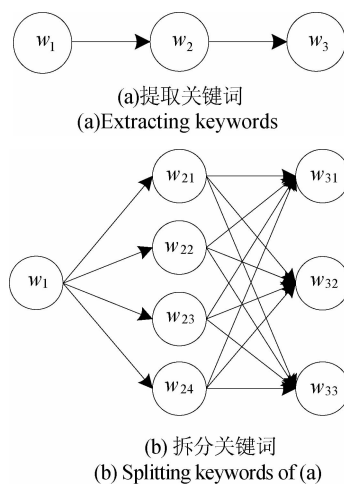 w1 w2 w3
(a)提取关键词
(a)Extracting keywords
w21 w31
w22
w1 w32
w23
w24 w33
(b) 拆分关键词
(b) Splitting keywords of (a)